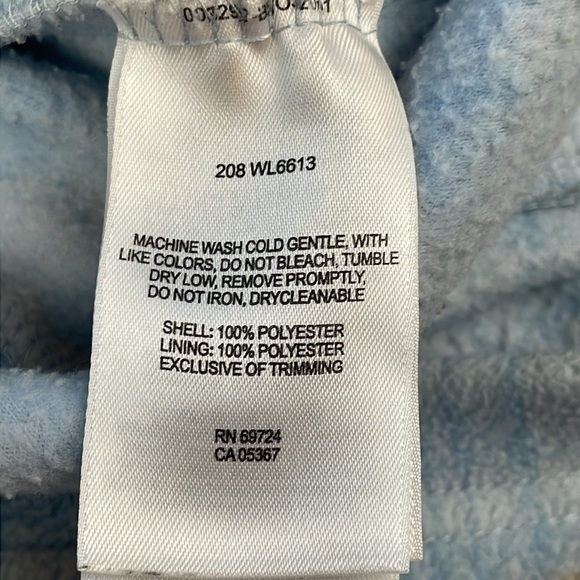 208 WL6613
MACHINE WASH COLD GENTLE, WITH
LIKE COLORS, DO NOT BLEACH, TUMBLE
DRY LOW, REMOVE PROMPTLY,
DO NOT IRON, DRYCLEANABLE
SHELL: 100% POLYESTER
LINING: 100% POLYESTER
EXCLUSIVE OF TRIMMING
RN 69724
CA 05367